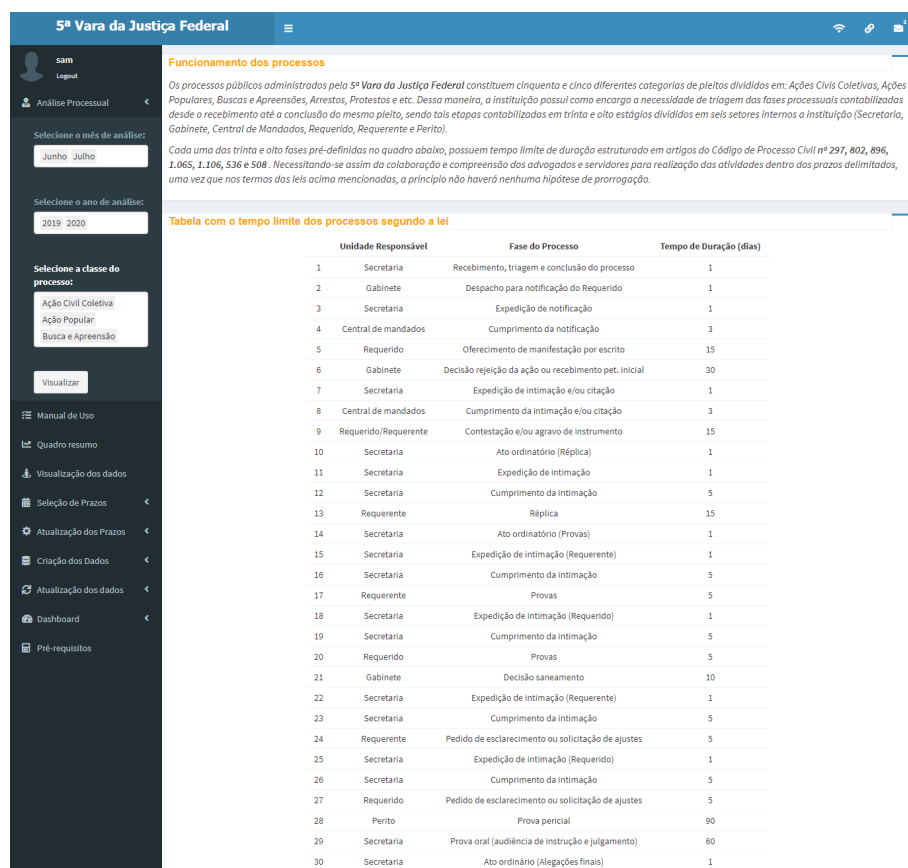 5ª Vara da Justiça Federal
2
sam
Logout
Análise Processual
Selecione o mês de análise:
Junho Julho
Selecione o ano de análise:
2019 2020
Selecione a classe do
processo:
Ação Civil Coletiva
Ação Popular
Busca e Apreensão
Visualizar
Manual de Uso
Quadro resumo
Visualização dos dados
Seleção de Prazos
Atualização dos Prazos
Criação dos Dados
Atualização dos dados
Dashboard
Pré-requisitos
Funcionamento dos processos
Os processos públicos administrados pela 5ª Vara da Justiça Federal constituem cinquenta e cinco diferentes categorias de pleitos divididos em: Ações Civis Coletivas, Ações
Populares, Buscas e Apreensões, Arrestos, Protestos e etc. Dessa maneira, a instituição possui como encargo a necessidade de triagem das fases processuais contabilizadas
desde o recebimento até a conclusão do mesmo pleito, sendo tais etapas contabilizadas em trinta e oito estágios divididos em seis setores internos a instituição (Secretaria,
Gabinete, Central de Mandados, Requerido, Requerente e Perito).
Cada uma das trinta e oito fases pré-definidas no quadro abaixo, possuem tempo limite de duração estruturado em artigos do Código de Processo Civil nº 297, 802, 896,
1.065, 1.106, 536 e 508 . Necessitando-se assim da colaboração e compreensão dos advogados e servidores para realização das atividades dentro dos prazos delimitados,
uma vez que nos termos das leis acima mencionadas, a principio não haverá nenhuma hipótese de prorrogação.
Tabela com o tempo limite dos processos segundo a lei
Unidade Responsável Fase do Processo Tempo de Duração (dias)
1 Secretaria Recebimento, triagem e conclusão do processo 1
2 Gabinete Despacho para notificação do Requerido 1
3 Secretaria Expedição de notificação 1
4 Central de mandados Cumprimento da notificação 3
5 Requerido Oferecimento de manifestação por escrito 15
6 Gabinete Decisão rejeição da ação ou recebimento pet. inicial 30
7 Secretaria Expedição de intimação e/ou citação 1
8 Central de mandados Cumprimento da intimação e/ou citação 3
9 Requerido/Requerente Contestação e/ou agravo de instrumento 15
10 Secretaria Ato ordinatório (Réplica) 1
11 Secretaria Expedição de intimação 1
12 Secretaria Cumprimento da intimação 5
13 Requerente Réplica 15
14 Secretaria Ato ordinatório (Provas) 1
15 Secretaria Expedição de intimação (Requerente) 1
16 Secretaria Cumprimento da intimação 5
17 Requerente Provas 5
18 Secretaria Expedição de intimação (Requerido) 1
19 Secretaria Cumprimento da intimação 5
20 Requerido Provas 5
21 Gabinete Decisão saneamento 10
22 Secretaria Expedição de intimação (Requerente) 1
23 Secretaria Cumprimento da intimação 5
24 Requerente Pedido de esclarecimento ou solicitação de ajustes 5
25 Secretaria Expedição de intimação (Requerido) 1
26 Secretaria Cumprimento da intimação 5
27 Requerido Pedido de esclarecimento ou solicitação de ajustes 5
28 Perito Prova pericial 90
29 Secretaria Prova oral (audiência de instrução e julgamento) 60
30 Secretaria Ato ordinário (Alegações finais) 1